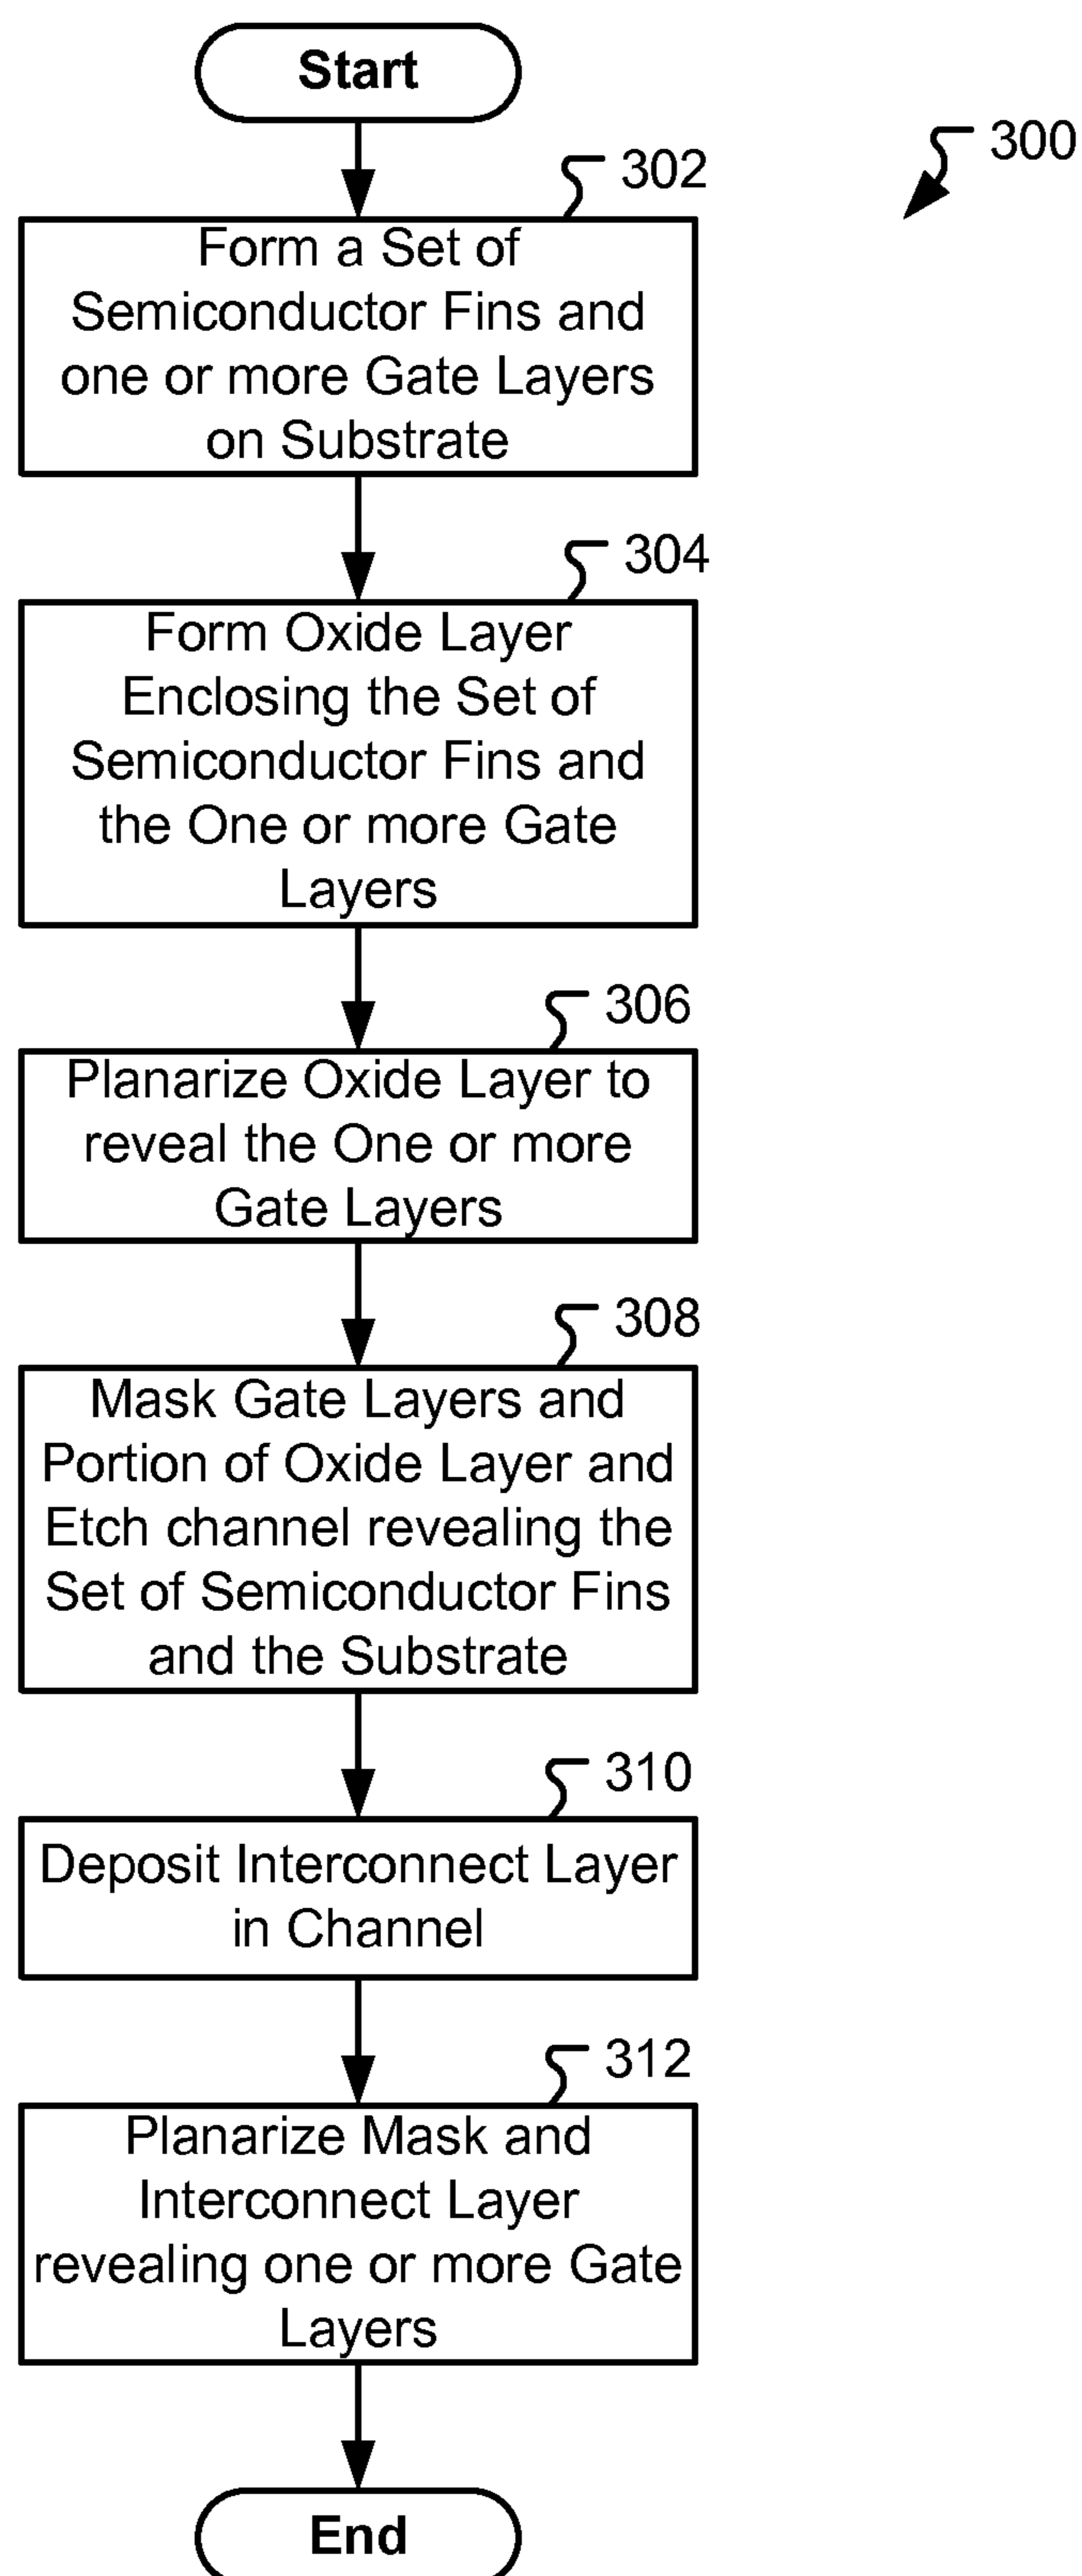 Start
300
302
Form a Set of
Semiconductor Fins and
one or more Gate Layers
on Substrate
304
Form Oxide Layer
Enclosing the Set of
Semiconductor Fins and
the One or more Gate
Layers
306
Planarize Oxide Layer to
reveal the One or more
Gate Layers
308
Mask Gate Layers and
Portion of Oxide Layer and
Etch channel revealing the
Set of Semiconductor Fins
and the Substrate
310
Deposit Interconnect Layer
in Channel
312
Planarize Mask and
Interconnect Layer
revealing one or more Gate
Layers
End